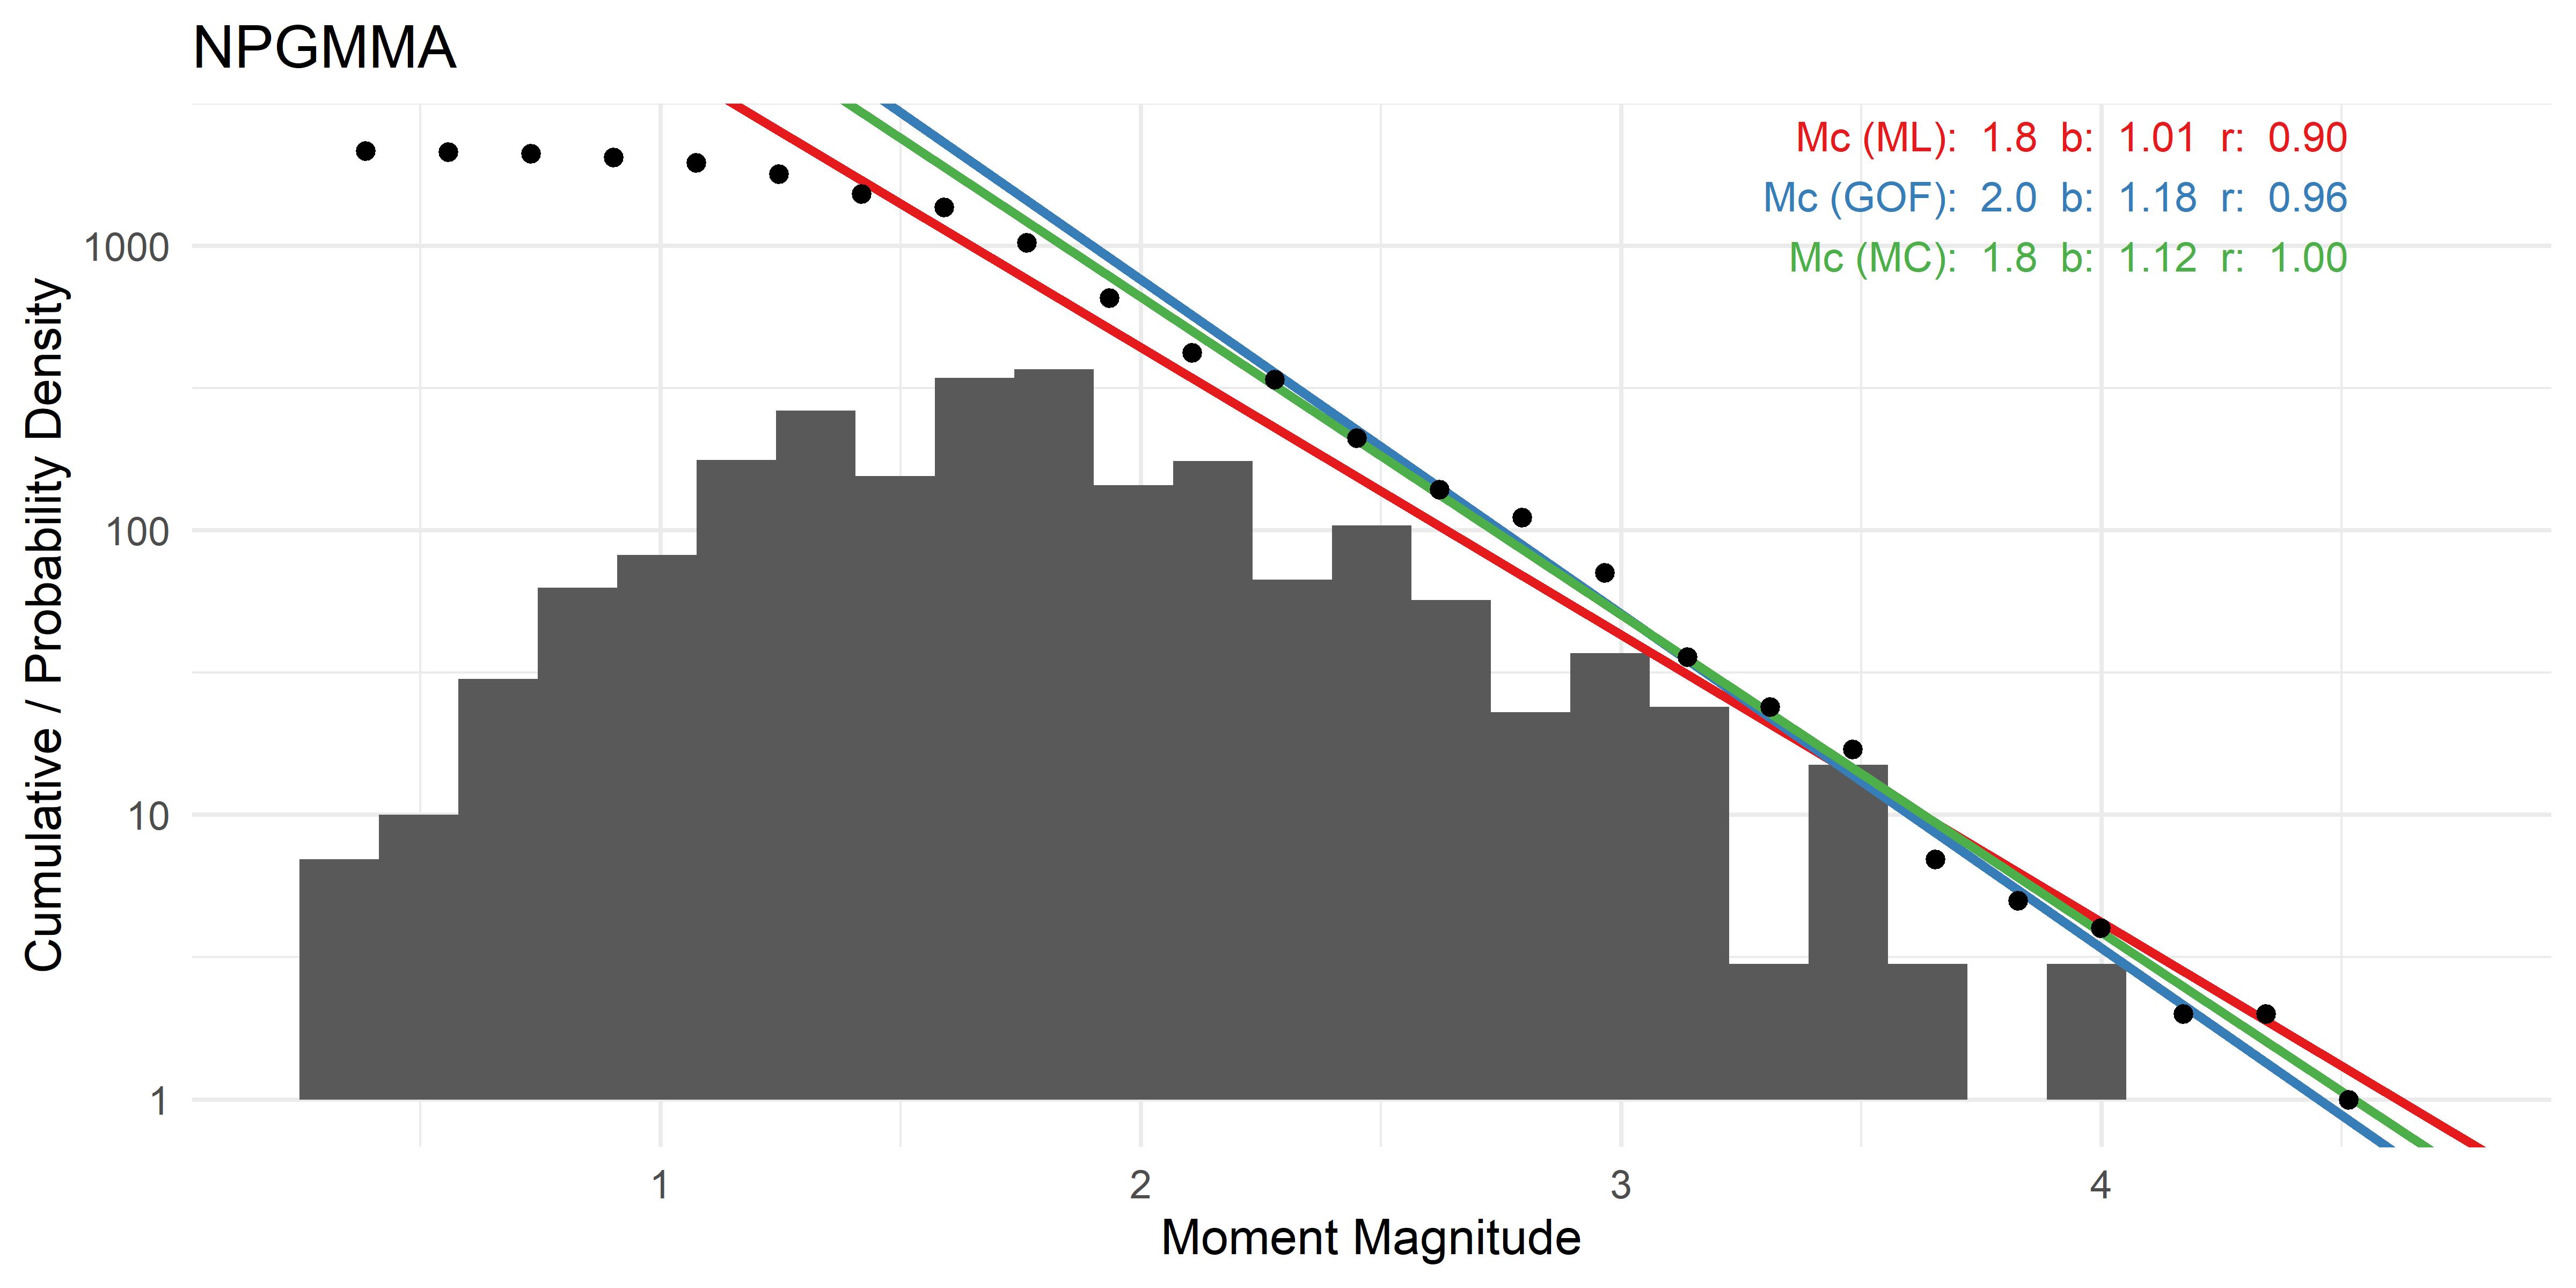 NPGMMA
Mc (ML): 1.8 b: 1.01 r: 0.90
Mc (GOF): 2.0 b: 1.18 r: 0.96
Mc (MC): 1.8 b: 1.12 r: 1.00
Cumulative / Probability Density
1000
100
10
1
1 2 3 4
Moment Magnitude